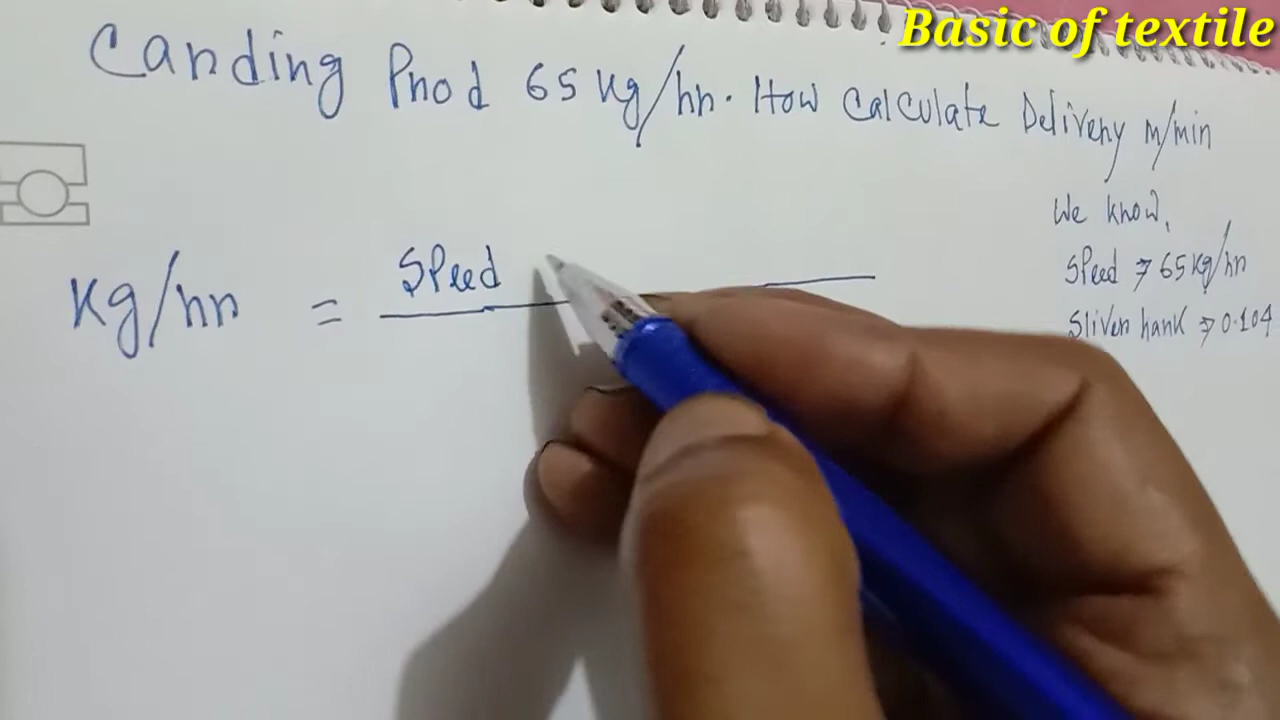 Basic of textile
Carding Prod 65 Kg/hr. How Calculate Delivery m/min
We know,
Speed ⇒ 65 kg/hr
Sliver hank ⇒ 0.104
Kg/hr = Speed